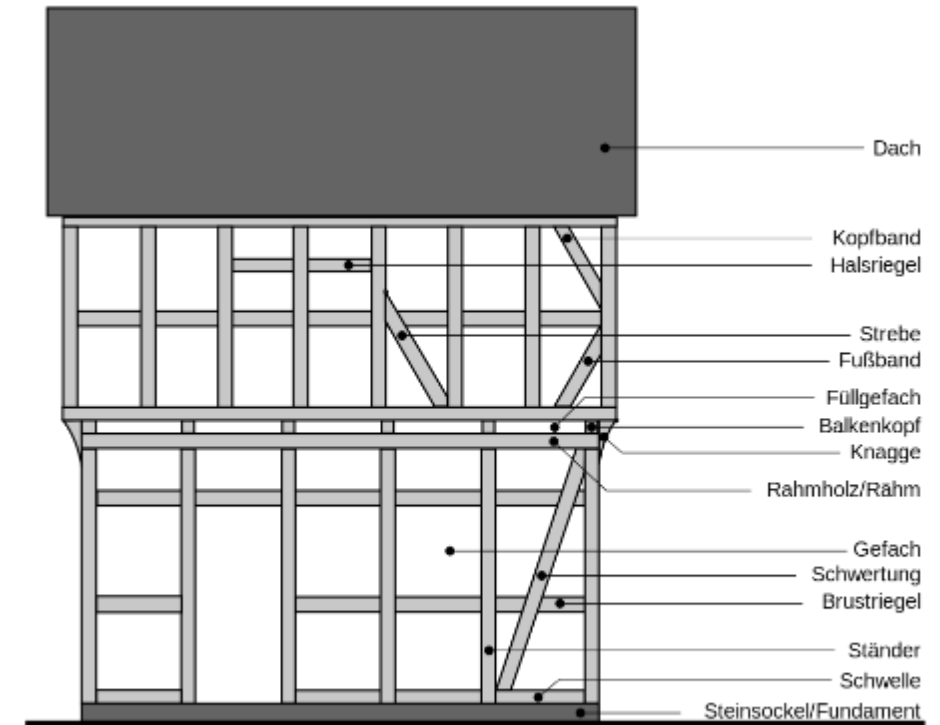 Dach
Kopfband
Halsriegel
Strebe
Fußband
Füllgefach
Balkenkopf
Knagge
Rahmholz/Rähm
Gefach
Schwertung
Brustriegel
Ständer
Schwelle
Steinsockel/Fundament